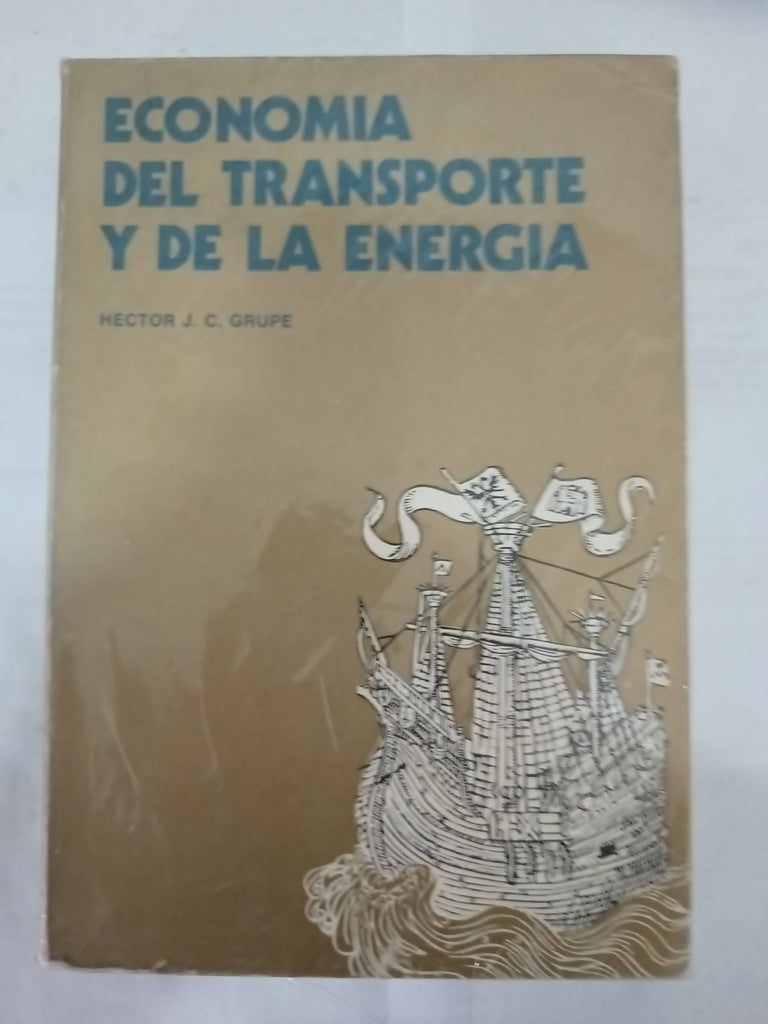 ECONOMIA
DEL TRANSPORTE
Y DE LA ENERGIA
HECTOR J. C. GRUPE